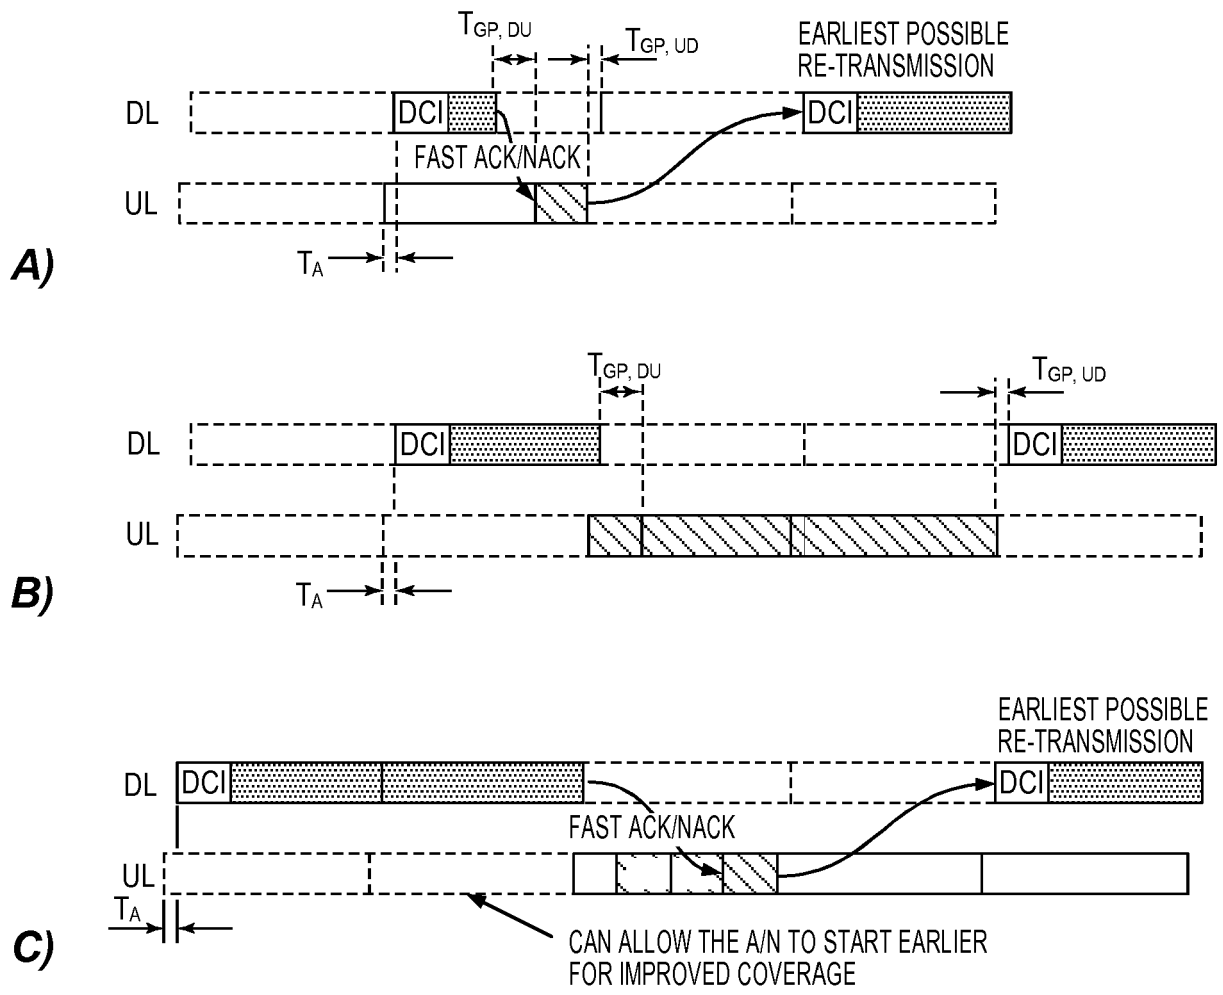 T_GP, DU
T_GP, UD
EARLIEST POSSIBLE
RE-TRANSMISSION
DL
DCI
DCI
FAST ACK/NACK
UL
T_A
A)
T_GP, DU
T_GP, UD
DL
DCI
DCI
UL
T_A
B)
EARLIEST POSSIBLE
RE-TRANSMISSION
DL
DCI
DCI
FAST ACK/NACK
UL
T_A
C)
CAN ALLOW THE A/N TO START EARLIER
FOR IMPROVED COVERAGE